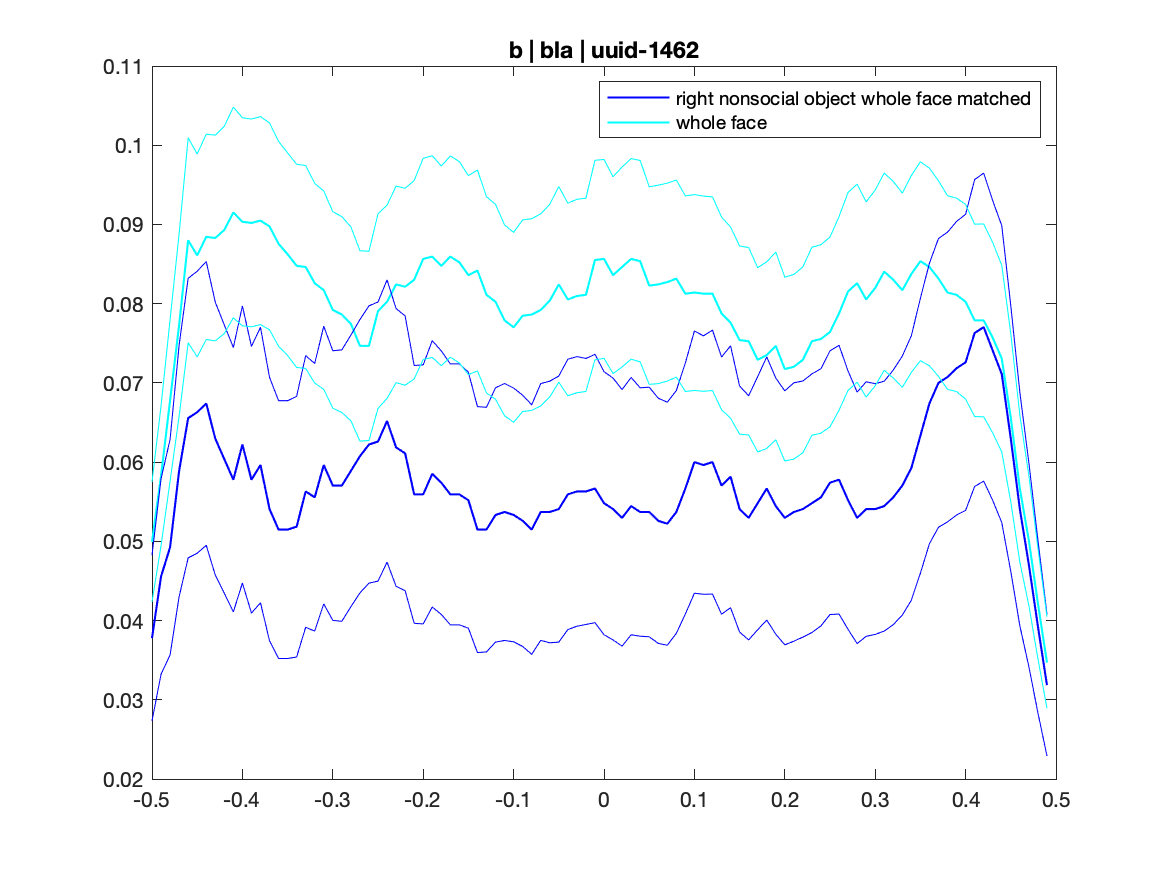 b | bla | uuid-1462
right nonsocial object whole face matched
whole face
0.11
0.1
0.09
0.08
0.07
0.06
0.05
0.04
0.03
0.02
-0.5 -0.4 -0.3 -0.2 -0.1 0 0.1 0.2 0.3 0.4 0.5